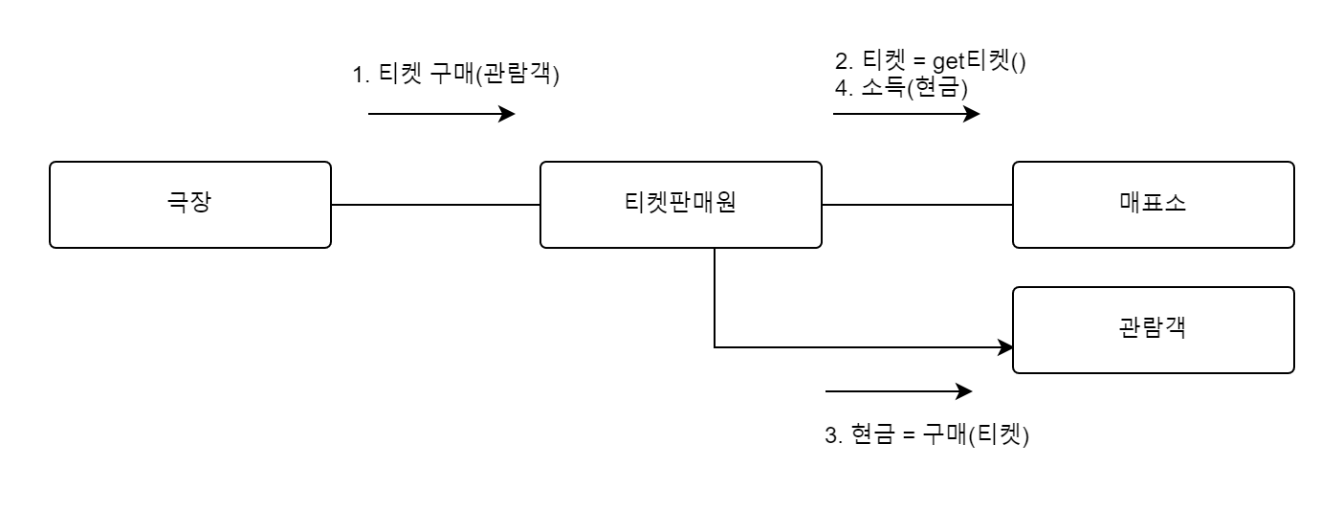 1. 티켓 구매(관람객)
2. 티켓 = get티켓()
4. 소득(현금)
극장
티켓판매원
매표소
관람객
3. 현금 = 구매(티켓)